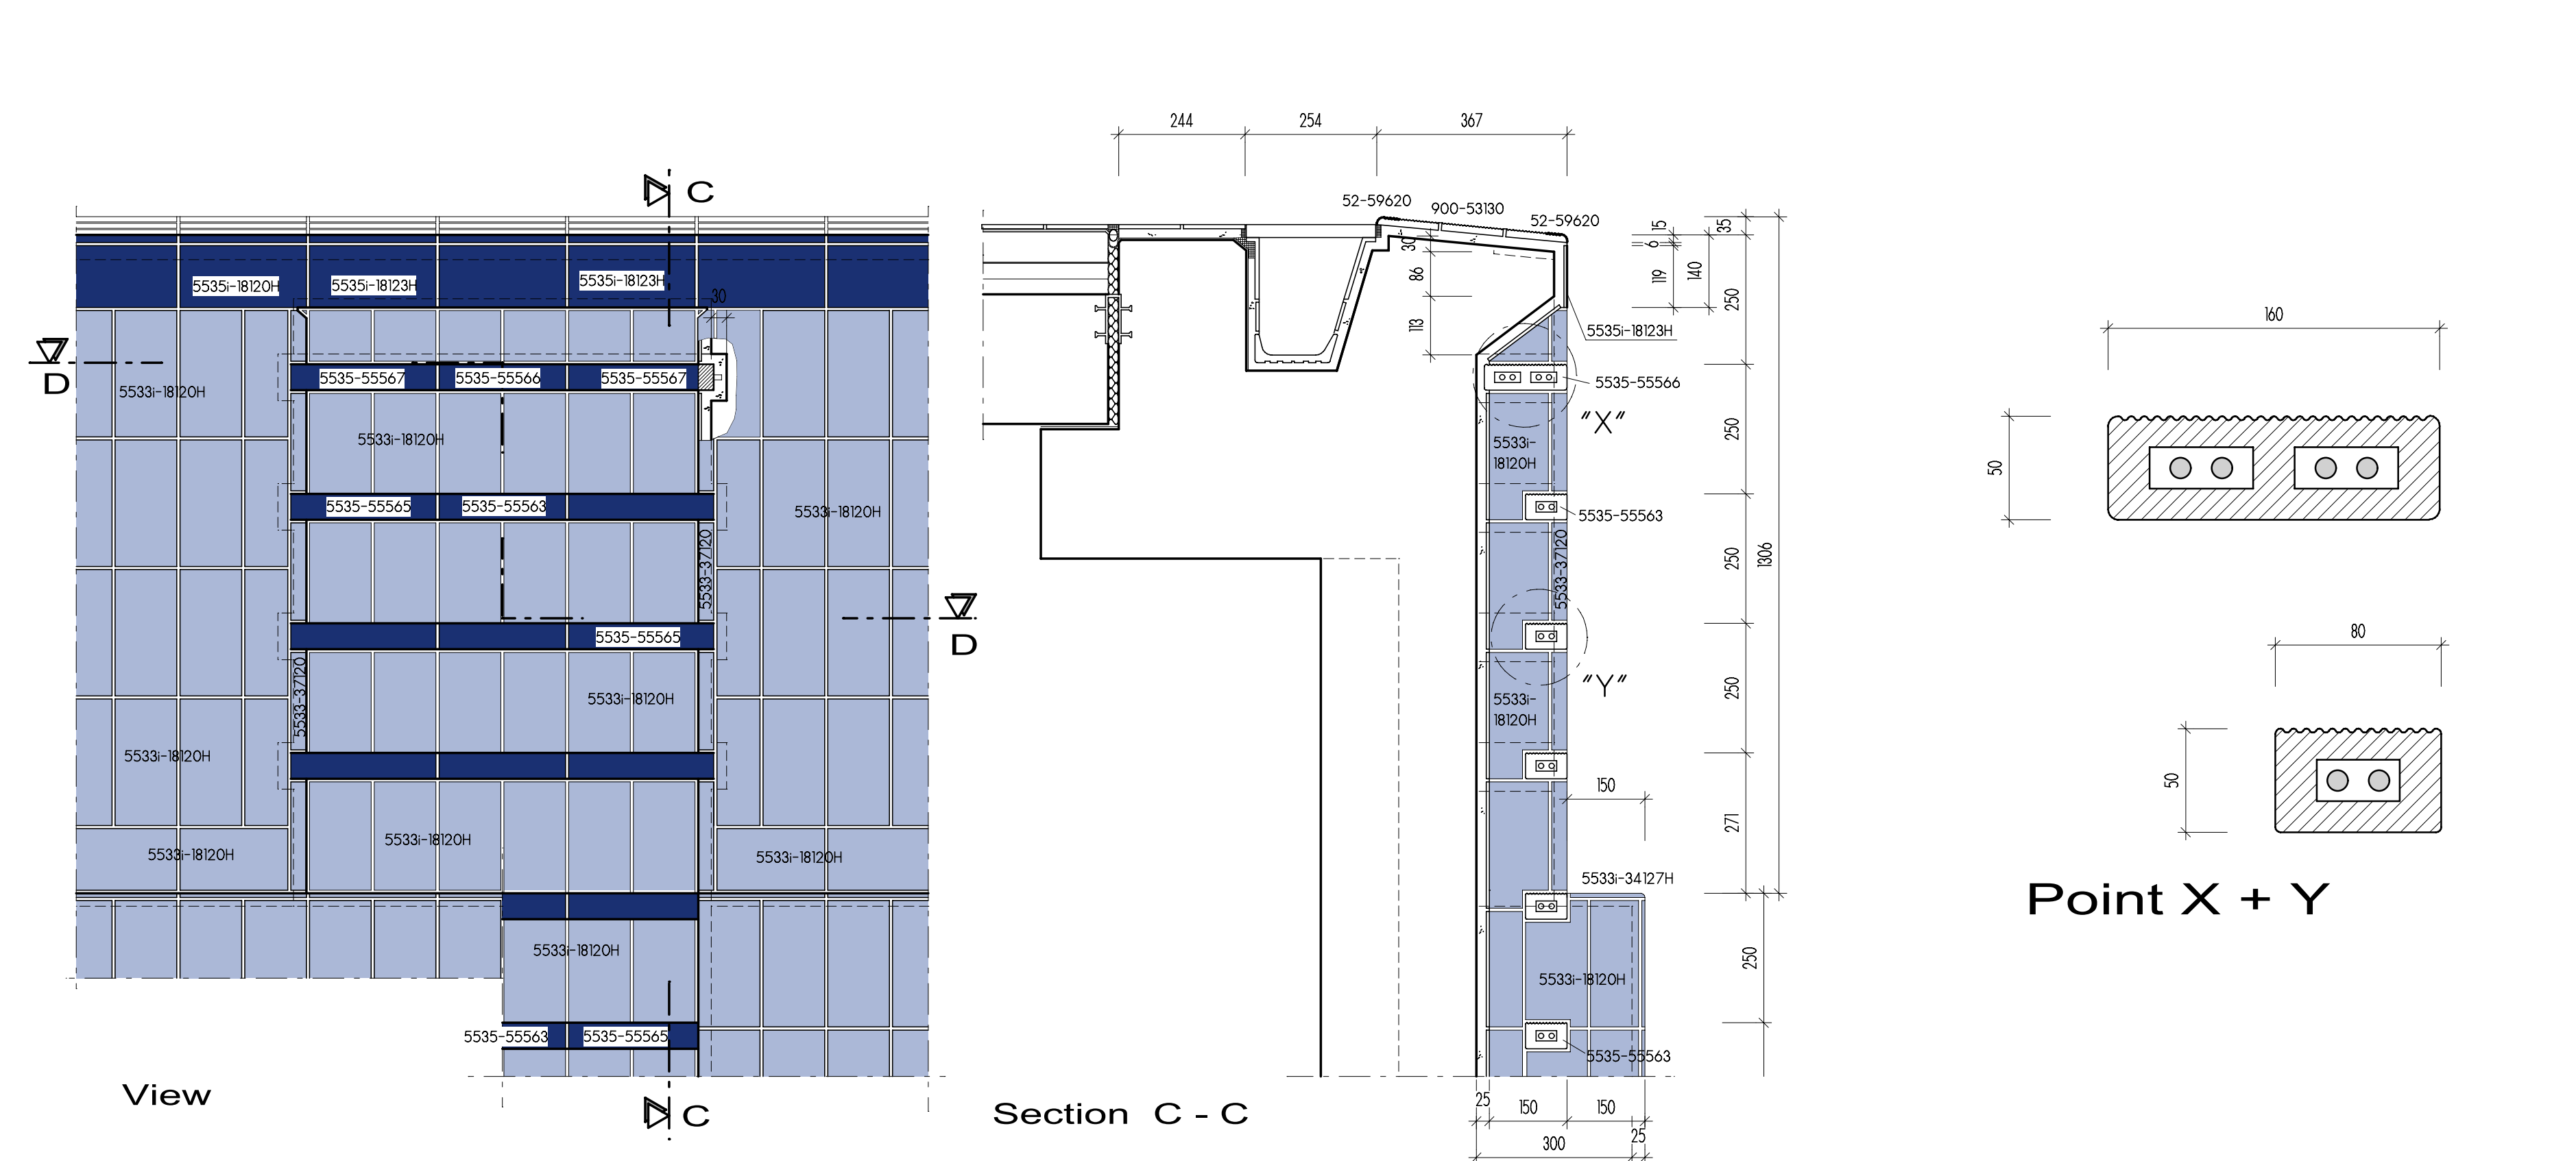 C
5535i-18120H
5535i-18123H
5535i-18123H
30
D
5533i-18120H
5535-55567
5535-55566
5535-55567
5533i-18120H
5535-55565
5535-55563
5533i-18120H
5533-37120
D
5535-55565
5533-37120
5533i-18120H
5533i-18120H
5533i-18120H
5533i-18120H
5533i-18120H
5533i-18120H
5535-55563
5535-55565
C
View
244
254
367
52-59620
900-53130
52-59620
30
86
113
15
6
119
140
35
250
5535i-18123H
5535-55566
"X"
5533i-
18120H
250
5535-55563
5533-37120
250
1306
"Y"
5533i-
18120H
250
150
271
5533i-34127H
5533i-18120H
250
5535-55563
25
150
150
300
25
Section C - C
160
50
80
50
Point X + Y